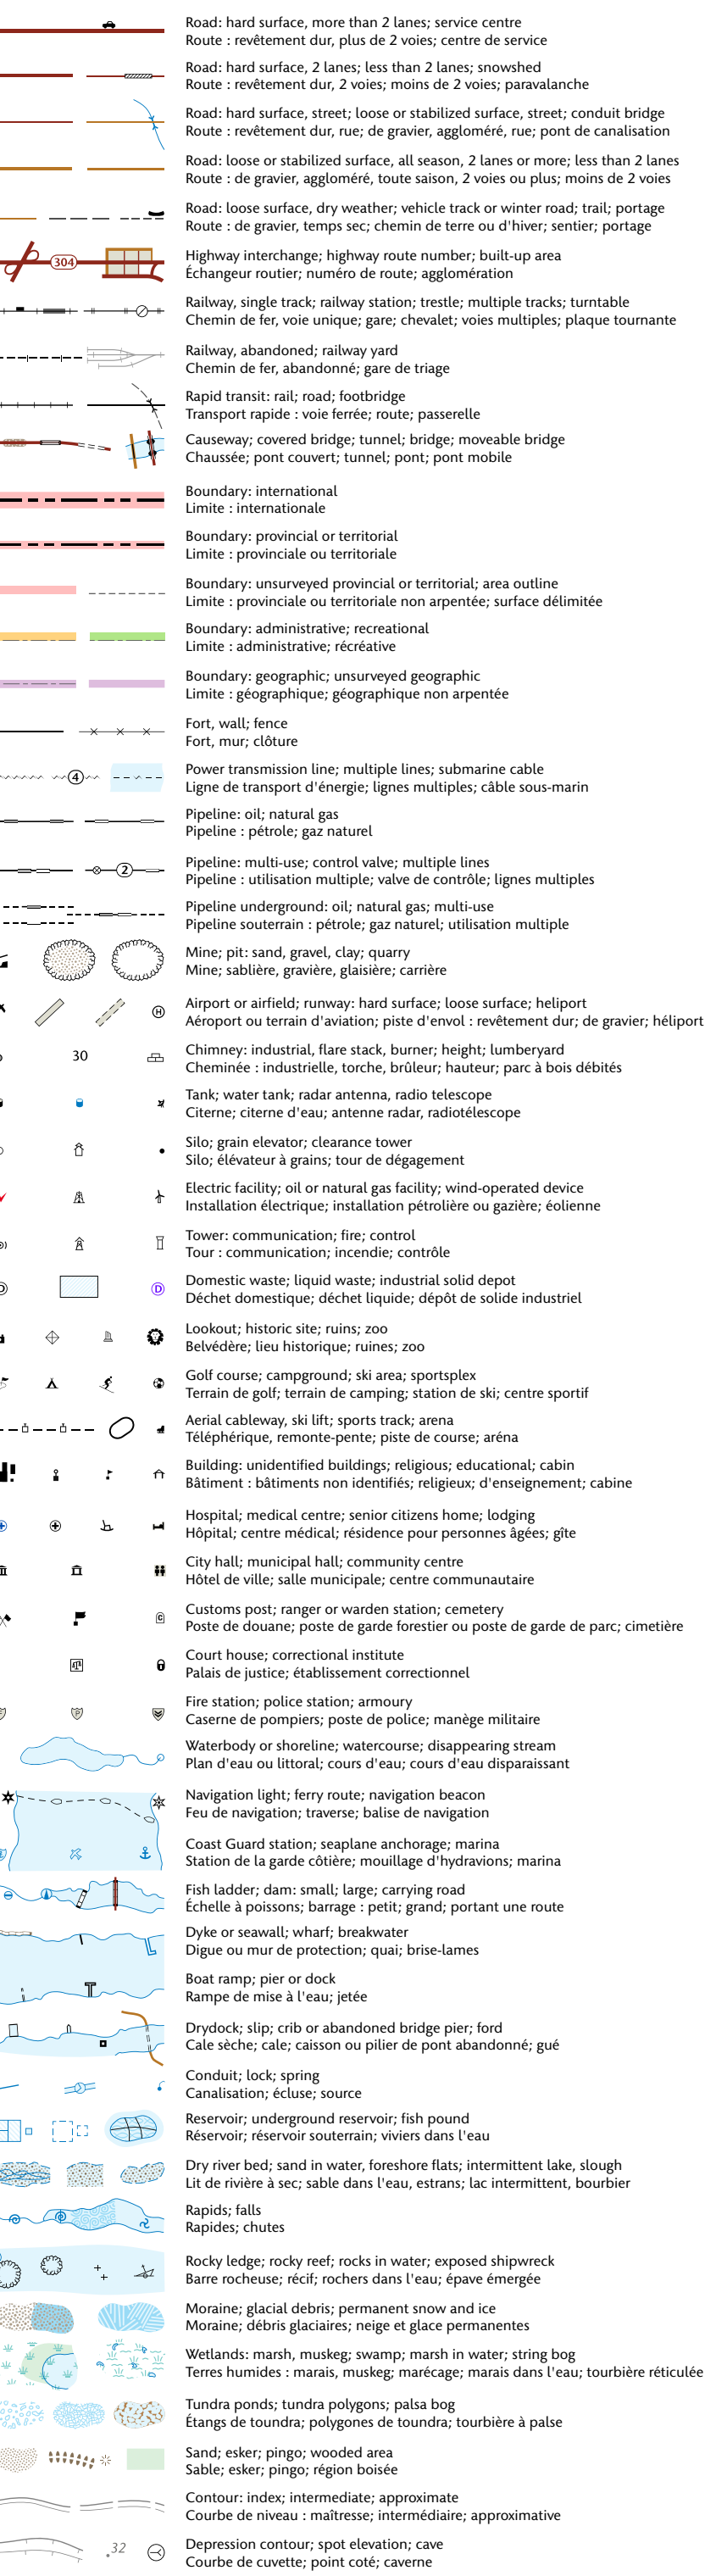 Road: hard surface, more than 2 lanes; service centre
Route : revêtement dur, plus de 2 voies; centre de service
Road: hard surface, 2 lanes; less than 2 lanes; snowshed
Route : revêtement dur, 2 voies; moins de 2 voies; paravalanche
Road: hard surface, street; loose or stabilized surface, street; conduit bridge
Route : revêtement dur, rue; de gravier, aggloméré, rue; pont de canalisation
Road: loose or stabilized surface, all season, 2 lanes or more; less than 2 lanes
Route : de gravier, aggloméré, toute saison, 2 voies ou plus; moins de 2 voies
Road: loose surface, dry weather; vehicle track or winter road; trail; portage
Route : de gravier, temps sec; chemin de terre ou d'hiver; sentier; portage
304
Highway interchange; highway route number; built-up area
Échangeur routier; numéro de route; agglomération
Railway, single track; railway station; trestle; multiple tracks; turntable
Chemin de fer, voie unique; gare; chevalet; voies multiples; plaque tournante
Railway, abandoned; railway yard
Chemin de fer, abandonné; gare de triage
Rapid transit: rail; road; footbridge
Transport rapide : voie ferrée; route; passerelle
Causeway; covered bridge; tunnel; bridge; moveable bridge
Chaussée; pont couvert; tunnel; pont; pont mobile
Boundary: international
Limite : internationale
Boundary: provincial or territorial
Limite : provinciale ou territoriale
Boundary: unsurveyed provincial or territorial; area outline
Limite : provinciale ou territoriale non arpentée; surface délimitée
Boundary: administrative; recreational
Limite : administrative; récréative
Boundary: geographic; unsurveyed geographic
Limite : géographique; géographique non arpentée
Fort, wall; fence
Fort, mur; clôture
4
Power transmission line; multiple lines; submarine cable
Ligne de transport d'énergie; lignes multiples; câble sous-marin
Pipeline: oil; natural gas
Pipeline : pétrole; gaz naturel
2
Pipeline: multi-use; control valve; multiple lines
Pipeline : utilisation multiple; valve de contrôle; lignes multiples
Pipeline underground: oil; natural gas; multi-use
Pipeline souterrain : pétrole; gaz naturel; utilisation multiple
Mine; pit: sand, gravel, clay; quarry
Mine; sablière, gravière, glaisière; carrière
H
Airport or airfield; runway: hard surface; loose surface; heliport
Aéroport ou terrain d'aviation; piste d'envol : revêtement dur; de gravier; héliport
30
Chimney: industrial, flare stack, burner; height; lumberyard
Cheminée : industrielle, torche, brûleur; hauteur; parc à bois débités
Tank; water tank; radar antenna, radio telescope
Citerne; citerne d'eau; antenne radar, radiotélescope
Silo; grain elevator; clearance tower
Silo; élévateur à grains; tour de dégagement
Electric facility; oil or natural gas facility; wind-operated device
Installation électrique; installation pétrolière ou gazière; éolienne
Tower: communication; fire; control
Tour : communication; incendie; contrôle
D
Domestic waste; liquid waste; industrial solid depot
Déchet domestique; déchet liquide; dépôt de solide industriel
Lookout; historic site; ruins; zoo
Belvédère; lieu historique; ruines; zoo
Golf course; campground; ski area; sportsplex
Terrain de golf; terrain de camping; station de ski; centre sportif
Aerial cableway, ski lift; sports track; arena
Téléphérique, remonte-pente; piste de course; aréna
Building: unidentified buildings; religious; educational; cabin
Bâtiment : bâtiments non identifiés; religieux; d'enseignement; cabine
Hospital; medical centre; senior citizens home; lodging
Hôpital; centre médical; résidence pour personnes âgées; gîte
City hall; municipal hall; community centre
Hôtel de ville; salle municipale; centre communautaire
C
Customs post; ranger or warden station; cemetery
Poste de douane; poste de garde forestier ou poste de garde de parc; cimetière
Court house; correctional institute
Palais de justice; établissement correctionnel
P
Fire station; police station; armoury
Caserne de pompiers; poste de police; manège militaire
Waterbody or shoreline; watercourse; disappearing stream
Plan d'eau ou littoral; cours d'eau; cours d'eau disparaissant
Navigation light; ferry route; navigation beacon
Feu de navigation; traverse; balise de navigation
Coast Guard station; seaplane anchorage; marina
Station de la garde côtière; mouillage d'hydravions; marina
Fish ladder; dam: small; large; carrying road
Échelle à poissons; barrage : petit; grand; portant une route
Dyke or seawall; wharf; breakwater
Digue ou mur de protection; quai; brise-lames
Boat ramp; pier or dock
Rampe de mise à l'eau; jetée
Drydock; slip; crib or abandoned bridge pier; ford
Cale sèche; cale; caisson ou pilier de pont abandonné; gué
Conduit; lock; spring
Canalisation; écluse; source
Reservoir; underground reservoir; fish pound
Réservoir; réservoir souterrain; viviers dans l'eau
Dry river bed; sand in water, foreshore flats; intermittent lake, slough
Lit de rivière à sec; sable dans l'eau, estrans; lac intermittent, bourbier
Rapids; falls
Rapides; chutes
Rocky ledge; rocky reef; rocks in water; exposed shipwreck
Barre rocheuse; récif; rochers dans l'eau; épave émergée
Moraine; glacial debris; permanent snow and ice
Moraine; débris glaciaires; neige et glace permanentes
Wetlands: marsh, muskeg; swamp; marsh in water; string bog
Terres humides : marais, muskeg; marécage; marais dans l'eau; tourbière réticulée
Tundra ponds; tundra polygons; palsa bog
Étangs de toundra; polygones de toundra; tourbière à palse
Sand; esker; pingo; wooded area
Sable; esker; pingo; région boisée
Contour: index; intermediate; approximate
Courbe de niveau : maîtresse; intermédiaire; approximative
.32
Depression contour; spot elevation; cave
Courbe de cuvette; point coté; caverne